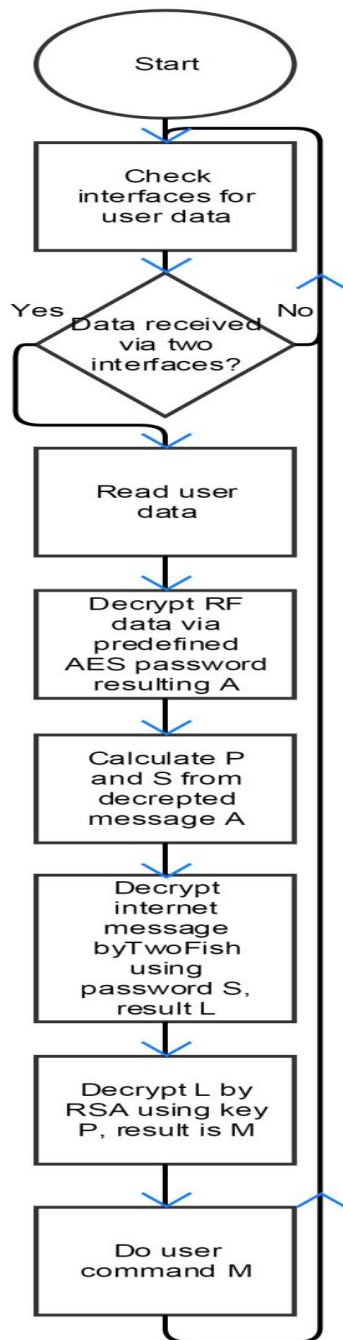 Start
Check
interfaces for
user data
Yes
No
Data received
via two
interfaces?
Read user
data
Decrypt RF
data via
predefined
AES password
resulting A
Calculate P
and S from
decrepted
message A
Decrypt
internet
message
byTwoFish
using
password S,
result L
Decrypt L by
RSA using key
P, result is M
Do user
command M